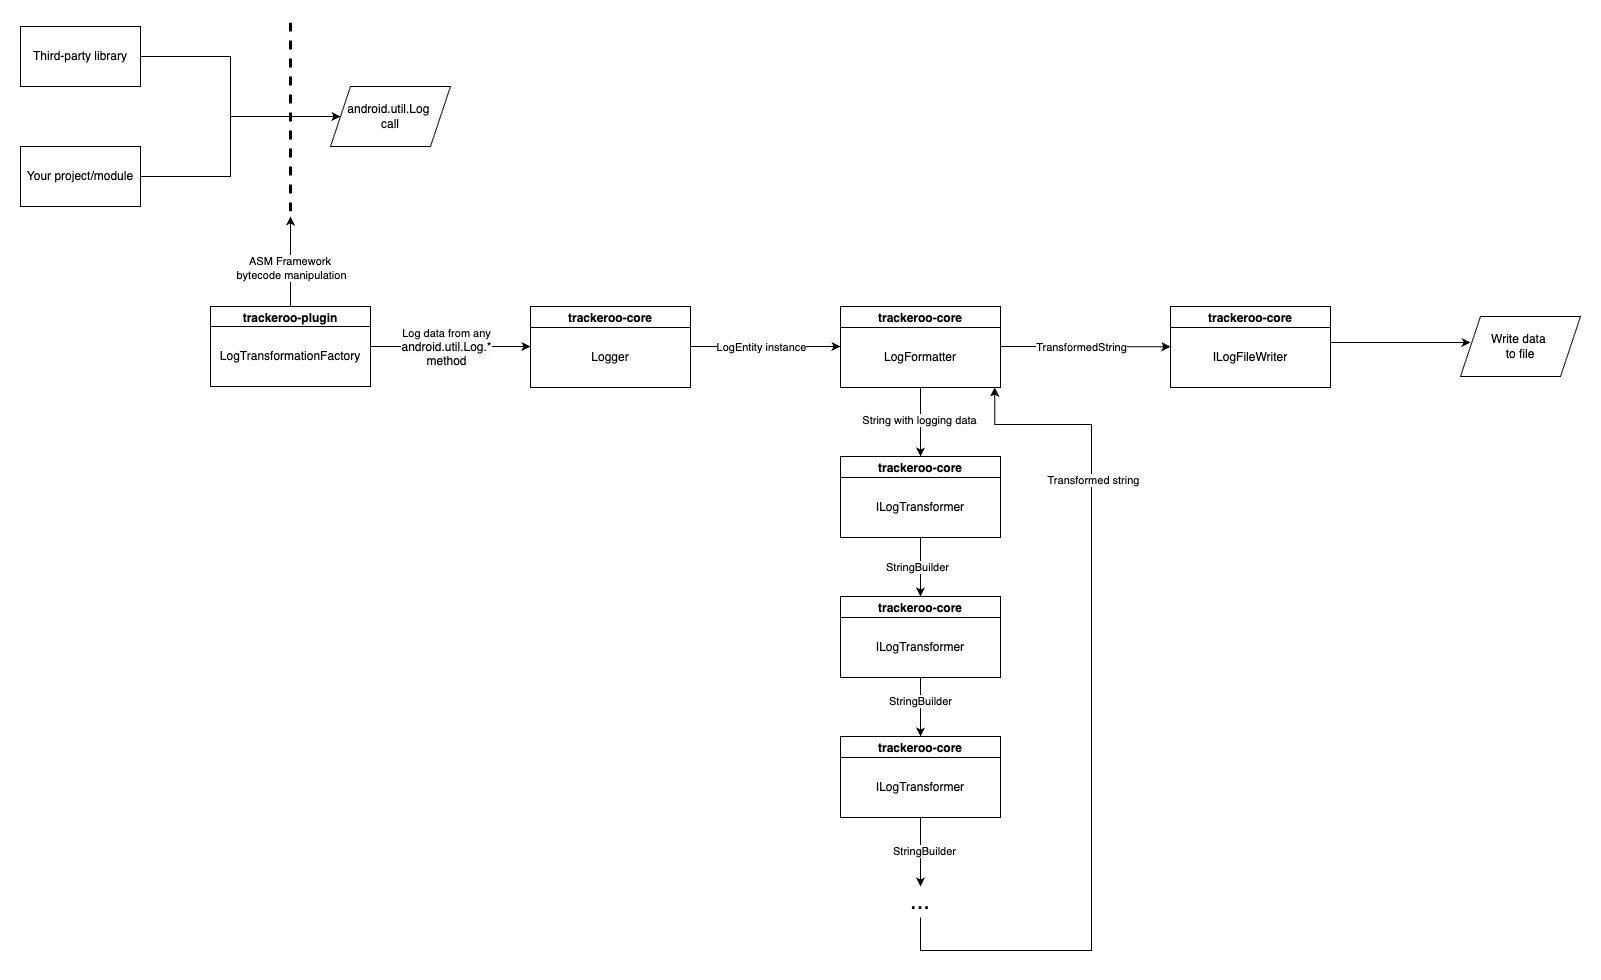 Third-party library
android.util.Log
call
Your project/module
ASM Framework
bytecode manipulation
trackeroo-plugin
LogTransformationFactory
Log data from any
android.util.Log.*
method
trackeroo-core
Logger
LogEntity instance
trackeroo-core
LogFormatter
TransformedString
trackeroo-core
ILogFileWriter
Write data
to file
String with logging data
trackeroo-core
ILogTransformer
Transformed string
StringBuilder
trackeroo-core
ILogTransformer
StringBuilder
trackeroo-core
ILogTransformer
StringBuilder
...